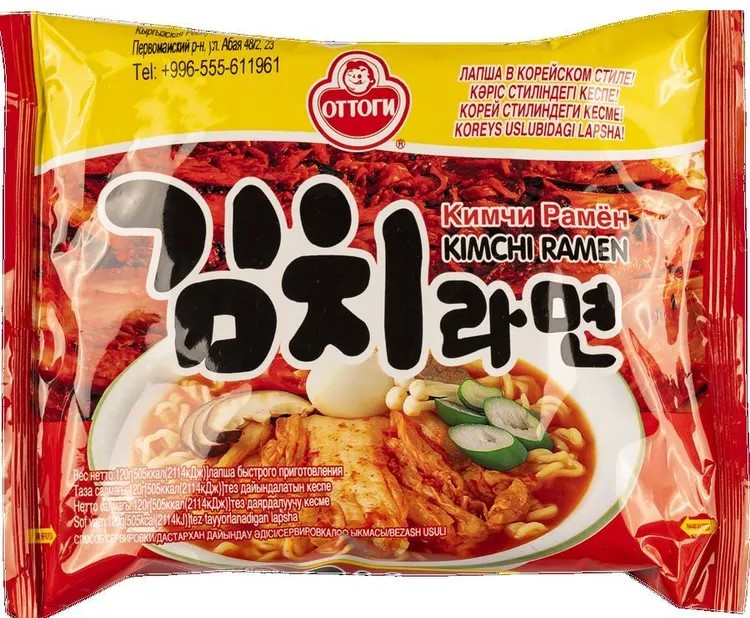 Кыргызская Респ
Первомайский р-н, ул. Абая 48/2, 23
Tel: +996-555-611961
ОТТОГИ
®
ЛАПША В КОРЕЙСКОМ СТИЛЕ!
КӘРІС СТИЛІНДЕГІ КЕСПЕ!
КОРЕЙ СТИЛИНДЕГИ КЕСМЕ!
KOREYS USLUBIDAGI LAPSHA!
Кимчи Рамён
KIMCHI RAMEN
김치라면
Вес нетто:120г(505ккал(2114кДж))лапша быстрого приготовления
Таза салмағы:120г(505ккал(2114кДж))тез дайындалатын кеспе
Нетто салмагы:120г(505ккал(2114кДж))тез даярдалуучу кесме
Sof vazn:120g(505kcal(2114kJ))tez tayyorlanadigan lapsha
СПОСОБ СЕРВИРОВКИ/ДАСТАРХАН ДАЙЫНДАУ ӘДІСІ/СЕРВИРОВКАЛОО ЫКМАСЫ/BEZASH USULI